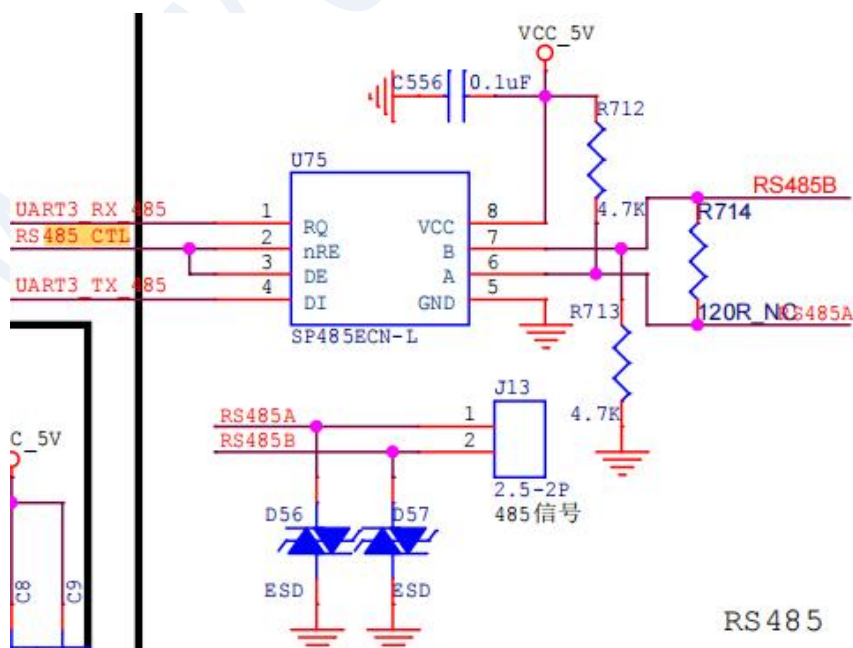 VCC_5V
C556
0.1uF
R712
U75
RS485B
4.7K
R714
UART3_RX_485
1
RQ
VCC
8
RS485_CTL
2
nRE
B
7
3
DE
A
6
UART3_TX_485
4
DI
GND
5
R713
120R_NC
RS485A
SP485ECN-L
J13
4.7K
RS485A
1
RS485B
2
C_5V
2.5-2P
485信号
D56
D57
ESD
ESD
C8
C9
RS485